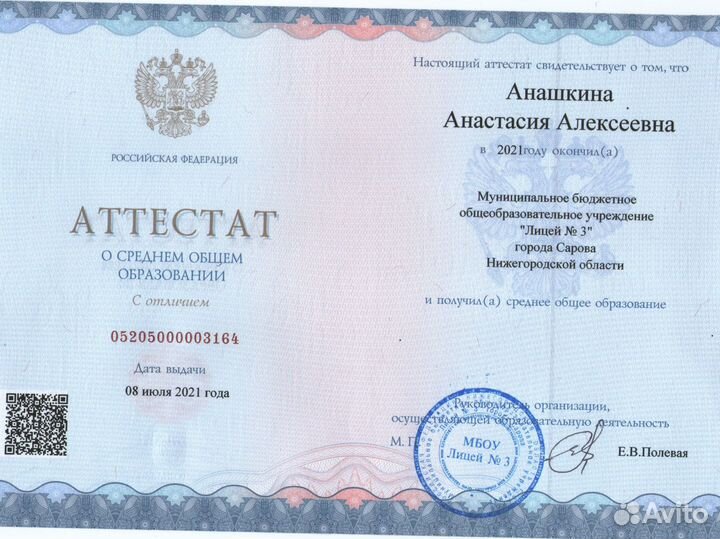 РОССИЙСКАЯ ФЕДЕРАЦИЯ
АТТЕСТАТ
О СРЕДНЕМ ОБЩЕМ
ОБРАЗОВАНИИ
С отличием
05205000003164
Дата выдачи
08 июля 2021 года
Настоящий аттестат свидетельствует о том, что
Анашкина
Анастасия Алексеевна
в 2021году окончил(а)
Муниципальное бюджетное
общеобразовательное учреждение
"Лицей № 3"
города Сарова
Нижегородской области
и получил(а) среднее общее образование
Руководитель организации,
осуществляющей образовательную деятельность
М. П.
МБОУ
Лицей № 3
Е.В.Полевая
Avito